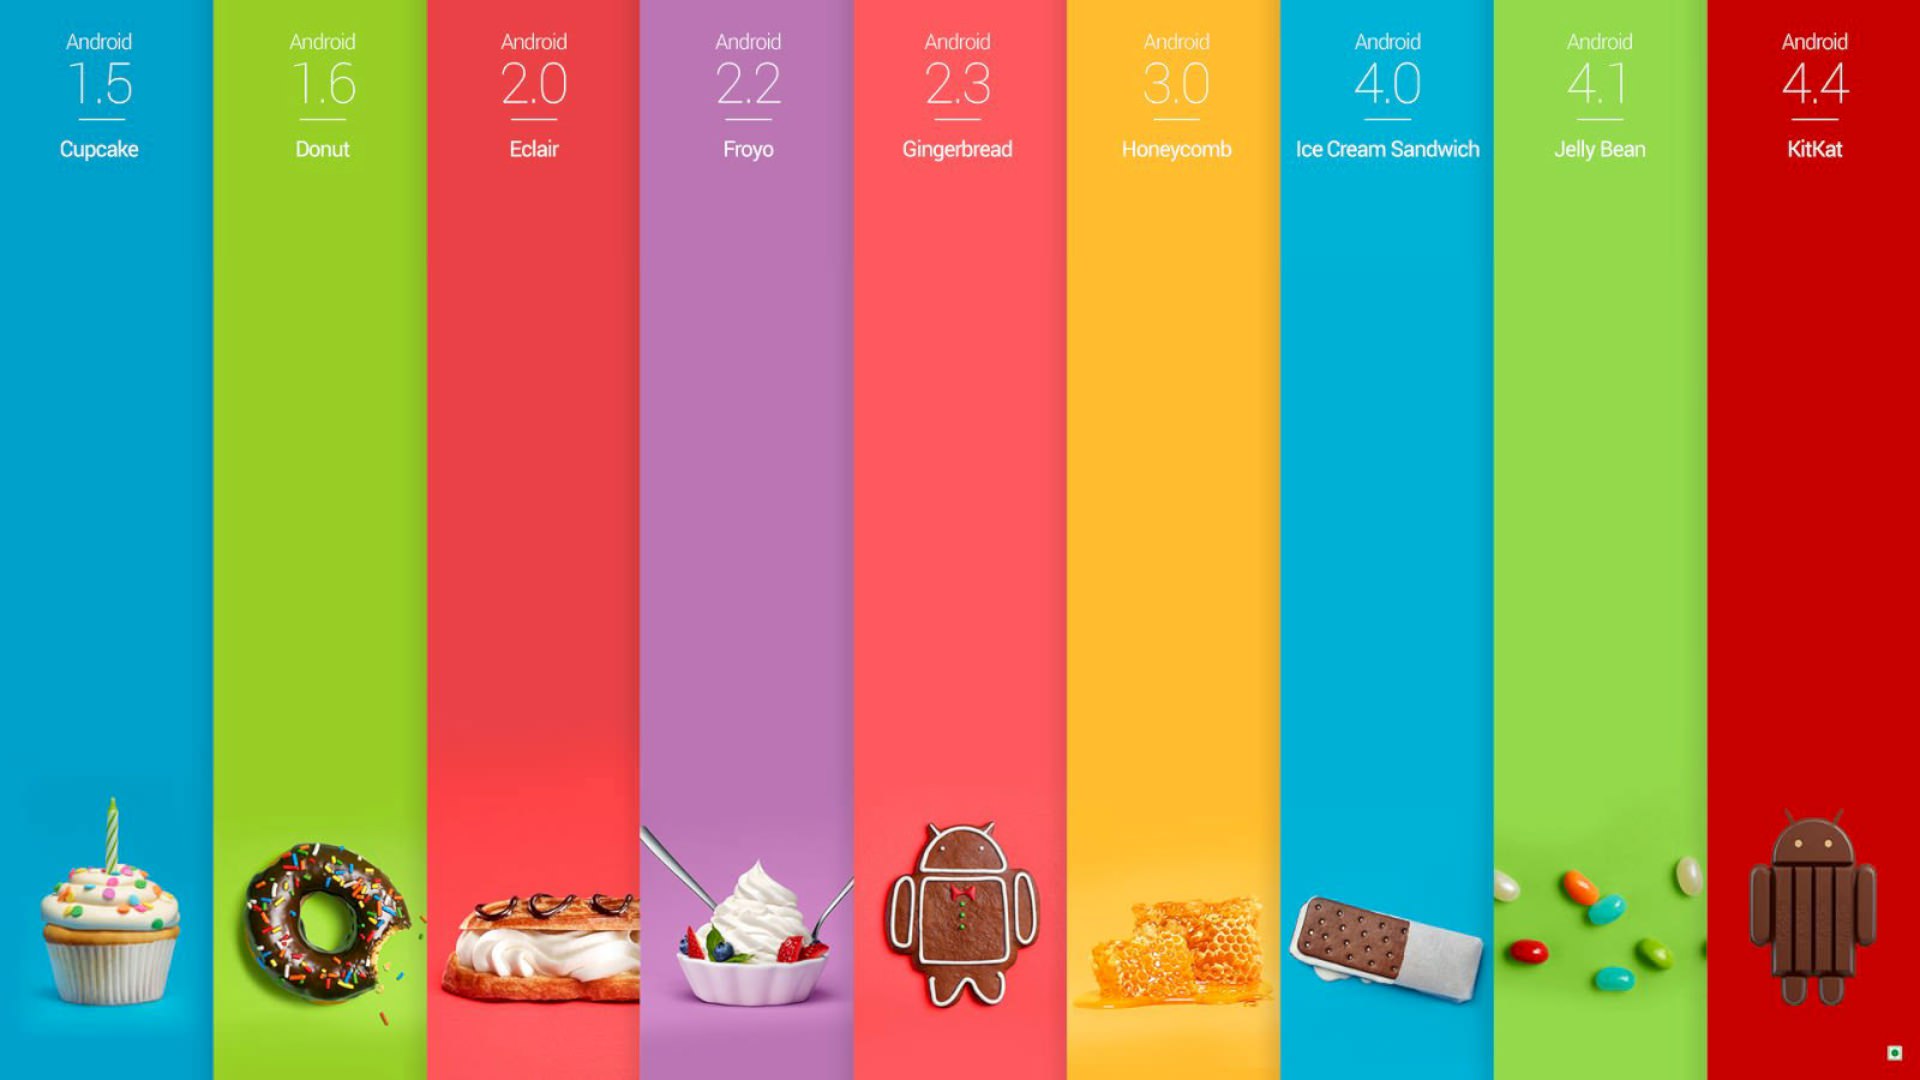 Android
1.5
Cupcake
Android
1.6
Donut
Android
2.0
Eclair
Android
2.2
Froyo
Android
2.3
Gingerbread
Android
3.0
Honeycomb
Android
4.0
Ice Cream Sandwich
Android
4.1
Jelly Bean
Android
4.4
KitKat